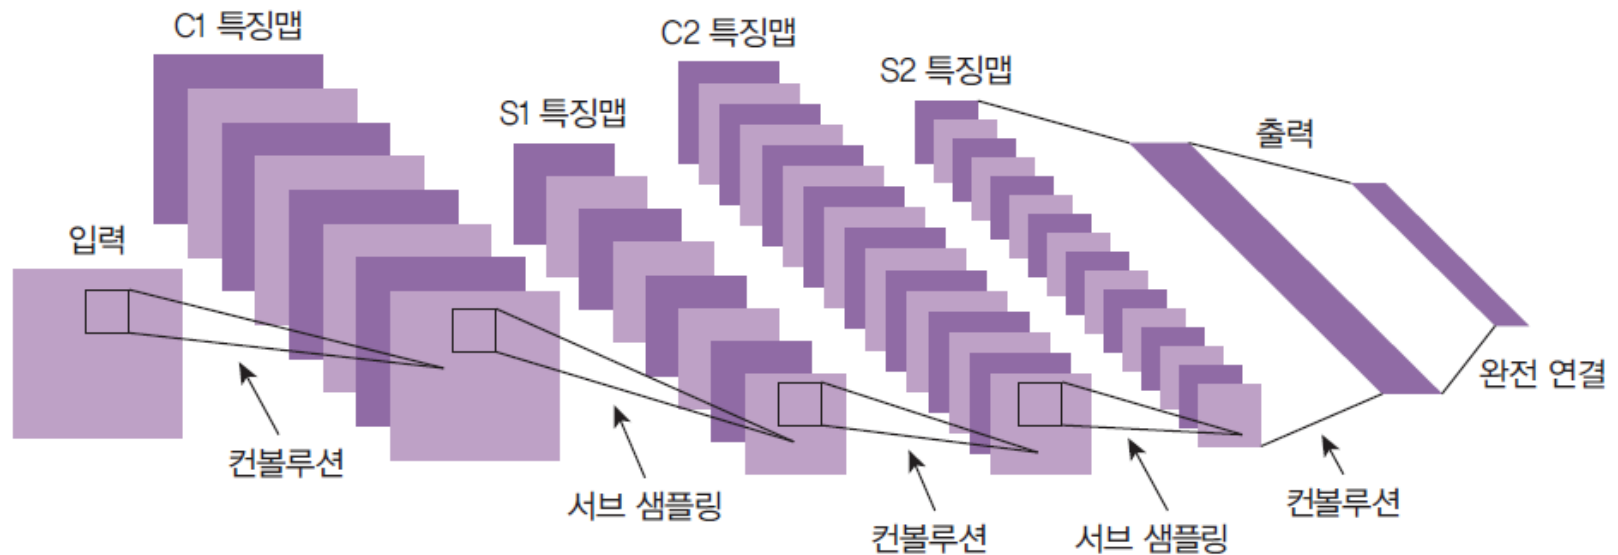 C1 특징맵
C2 특징맵
S2 특징맵
S1 특징맵
출력
입력
완전 연결
컨볼루션
서브 샘플링
컨볼루션
서브 샘플링
컨볼루션